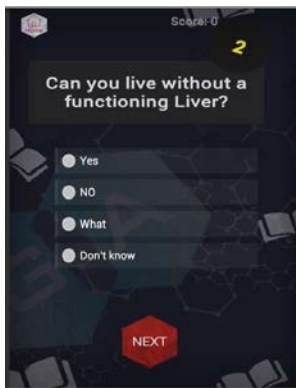 Score:0
2
Can you live without a
functioning Liver?
Yes
NO
What
Don't know
NEXT